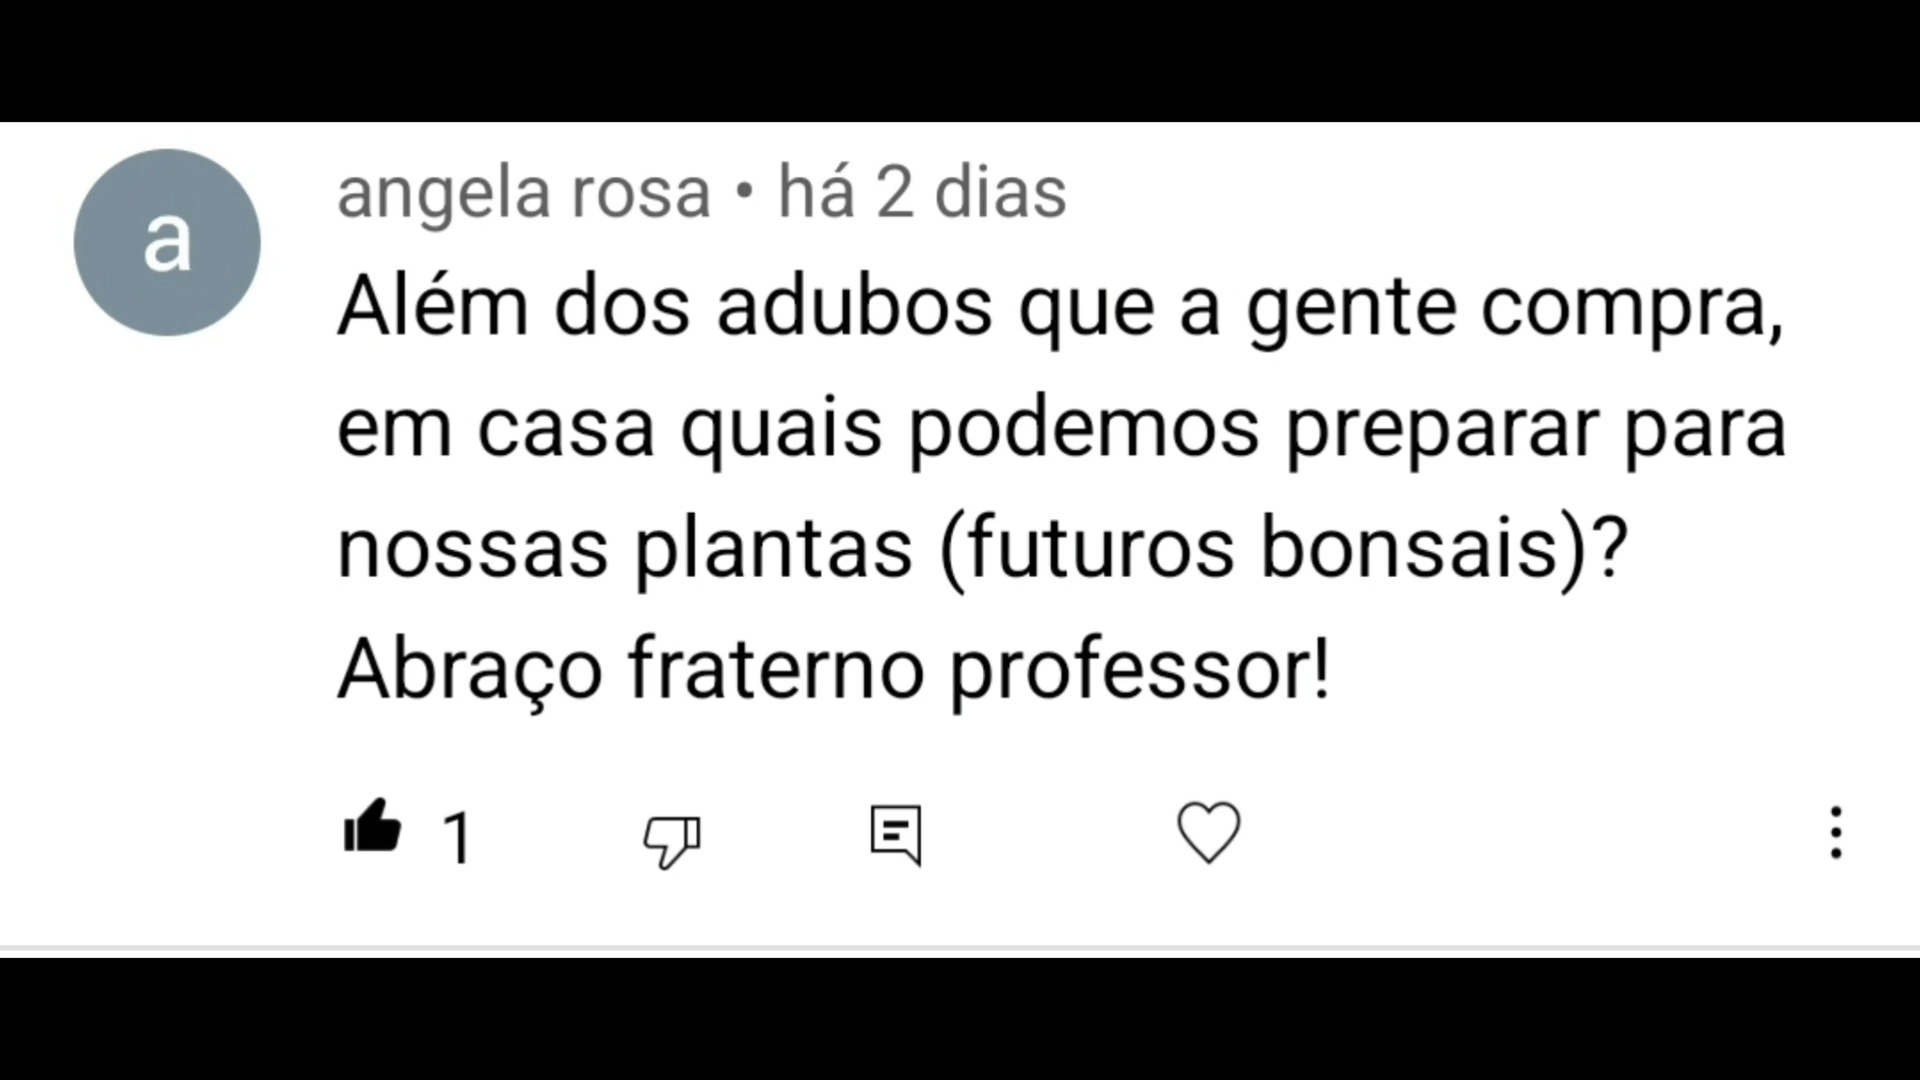 a
angela rosa • há 2 dias
Além dos adubos que a gente compra,
em casa quais podemos preparar para
nossas plantas (futuros bonsais)?
Abraço fraterno professor!
1